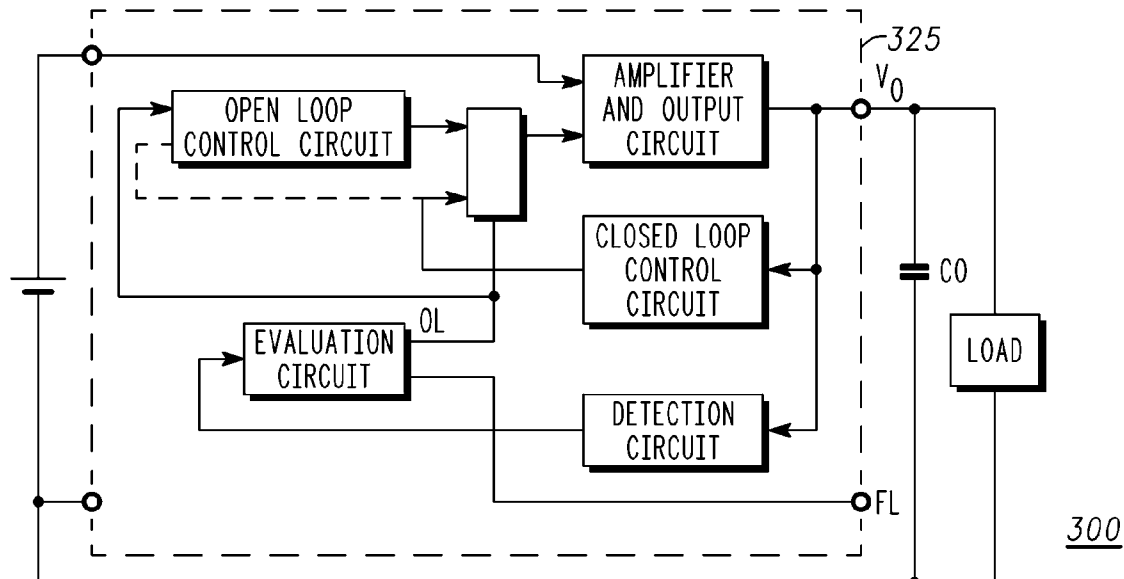 325
V0
AMPLIFIER
AND OUTPUT
CIRCUIT
OPEN LOOP
CONTROL CIRCUIT
CLOSED LOOP
CONTROL
CIRCUIT
CO
OL
LOAD
EVALUATION
CIRCUIT
DETECTION
CIRCUIT
FL
300